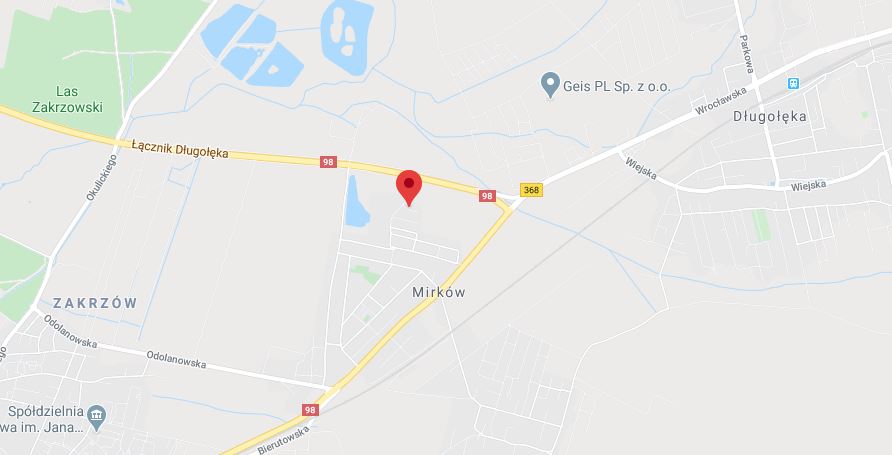 Las
Zakrzowski
Geis PL Sp. z o.o.
Parkowa
Wrocławska
Długołęka
Łącznik Długołęka
98
Okulickiego
98
368
Wiejska
Wiejska
Mirków
ZAKRZÓW
Odolanowska
Odolanowska
ego
98
Spółdzielnia
wa im. Jana...
Bierutowska